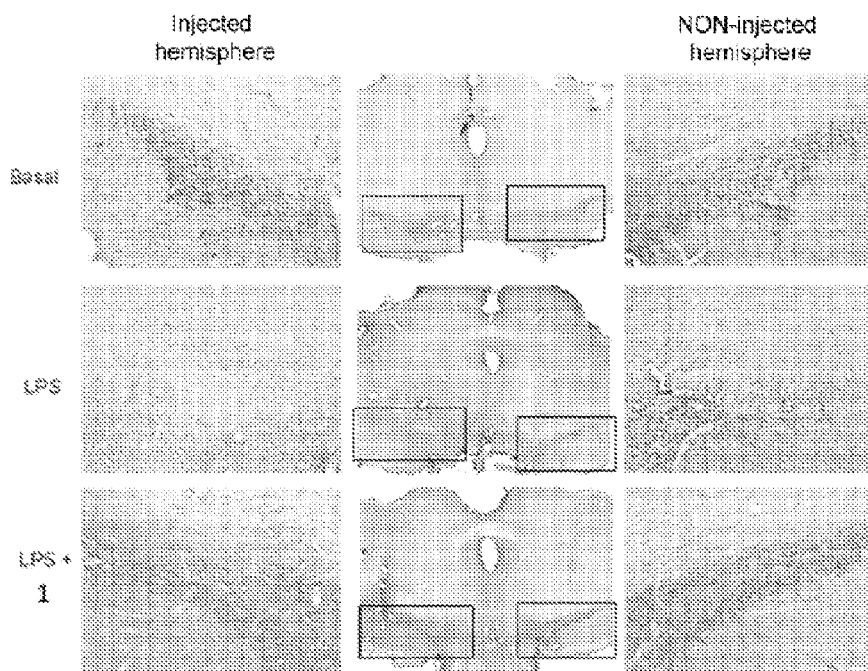 Injected
hemisphere
NON-injected
hemisphere
Basal
LPS
LPS +
1